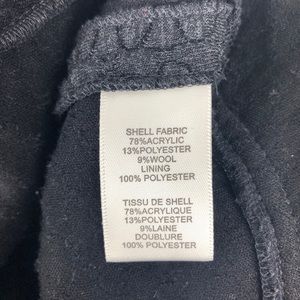 SHELL FABRIC
78%ACRYLIC
13%POLYESTER
9%WOOL
LINING
100% POLYESTER
TISSU DE SHELL
78%ACRYLIQUE
13%POLYESTER
9%LAINE
DOUBLURE
100% POLYESTER